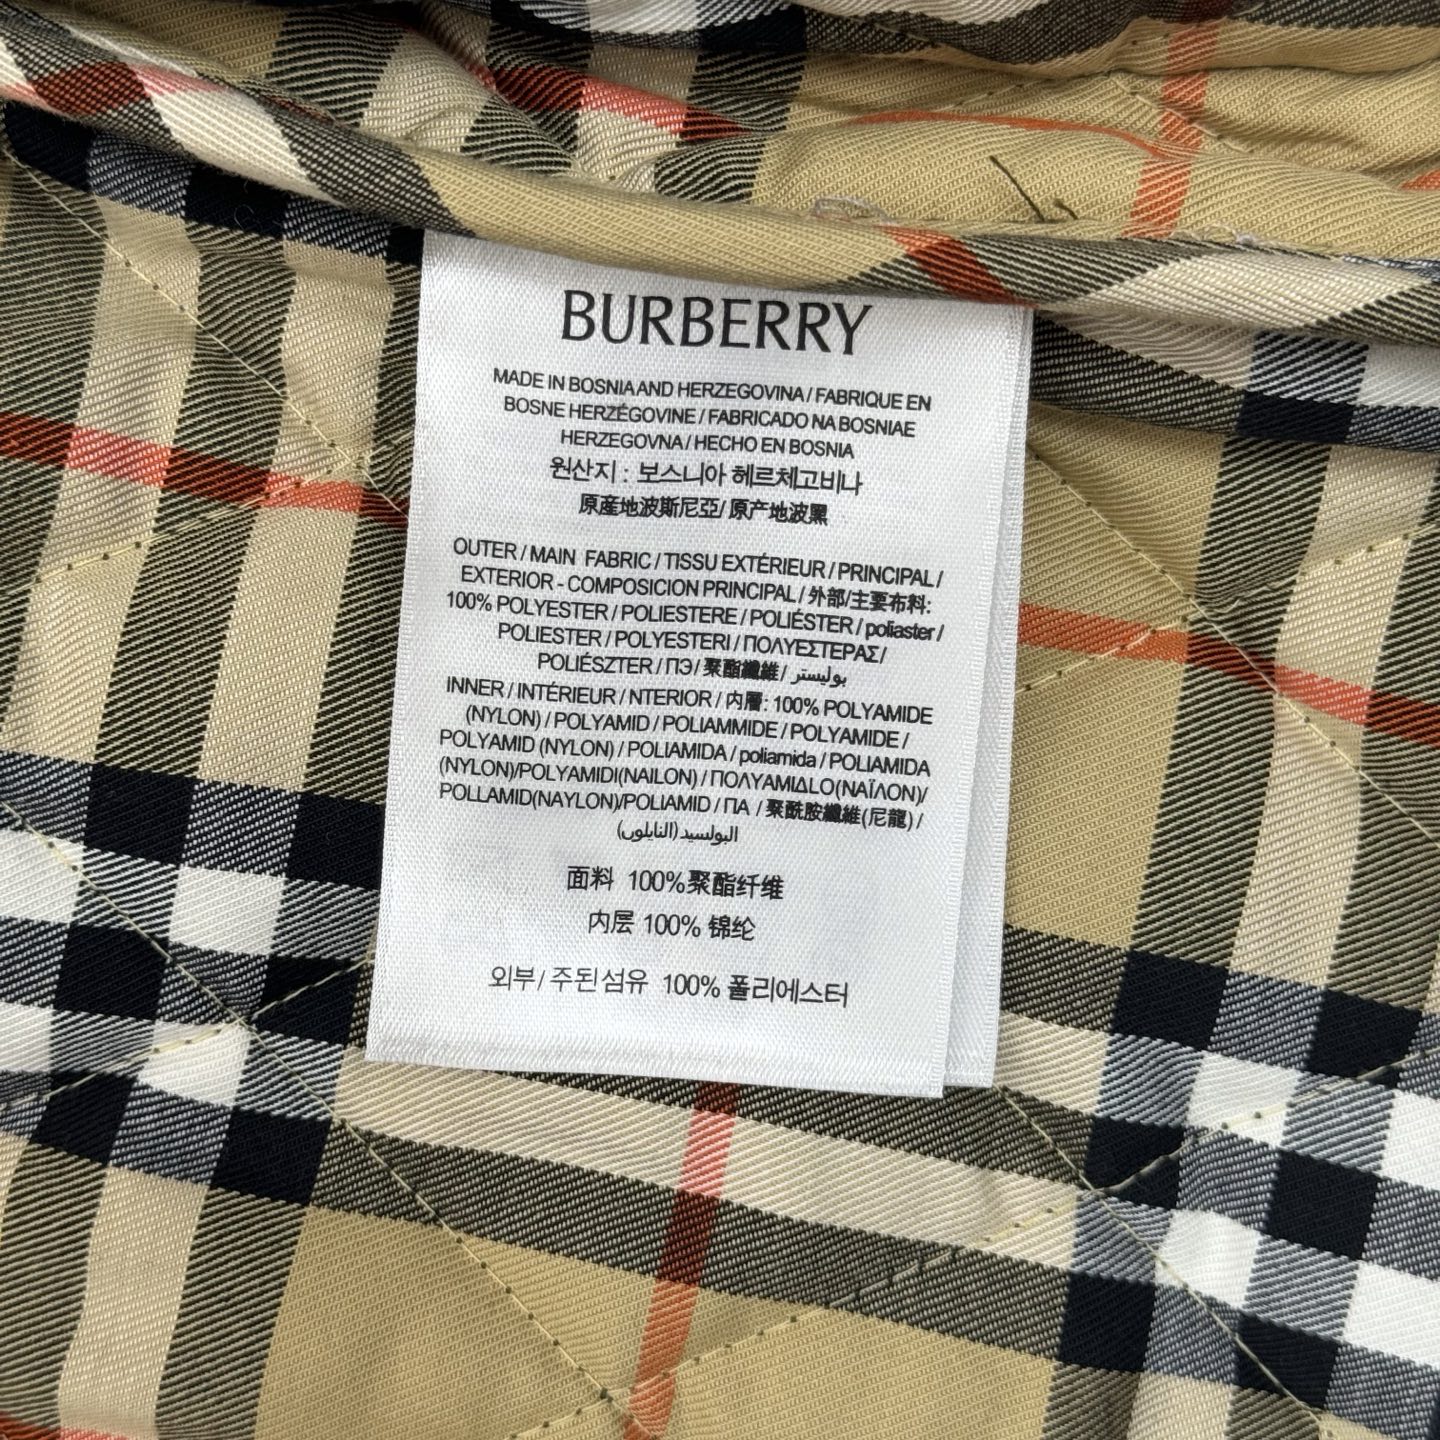 BURBERRY
MADE IN BOSNIA AND HERZEGOVINA / FABRIQUE EN
BOSNE HERZÉGOVINE / FABRICADO NA BOSNIAE
HERZEGOVNA / HECHO EN BOSNIA
원산지 : 보스니아 헤르체고비나
原産地波斯尼亞/ 原产地波黑
OUTER / MAIN FABRIC / TISSU EXTÉRIEUR / PRINCIPAL /
EXTERIOR - COMPOSICION PRINCIPAL / 外部/主要布料:
100% POLYESTER / POLIESTERE / POLIÉSTER / poliaster /
POLIESTER / POLYESTERI / ΠΟΛΥΕΣΤΕΡΑΣ/
POLIÉSZTER / ПЭ / 聚酯纖維 / بوليستر
INNER / INTÉRIEUR / NTERIOR / 内層: 100% POLYAMIDE
(NYLON) / POLYAMID / POLIAMMIDE / POLYAMIDE /
POLYAMID (NYLON) / POLIAMIDA / poliamida / POLIAMIDA
(NYLON)/POLYAMIDI(NAILON) / ΠΟΛΥΑΜΙΔLO(ΝΑΪΛΟΝ)/
POLLAMID(NAYLON)/POLIAMID / ПА / 聚酰胺纖維(尼龍) /
البولسيد (النايلون)
面料 100%聚酯纤维
内层 100% 锦纶
외부/ 주된섬유 100% 폴리에스터